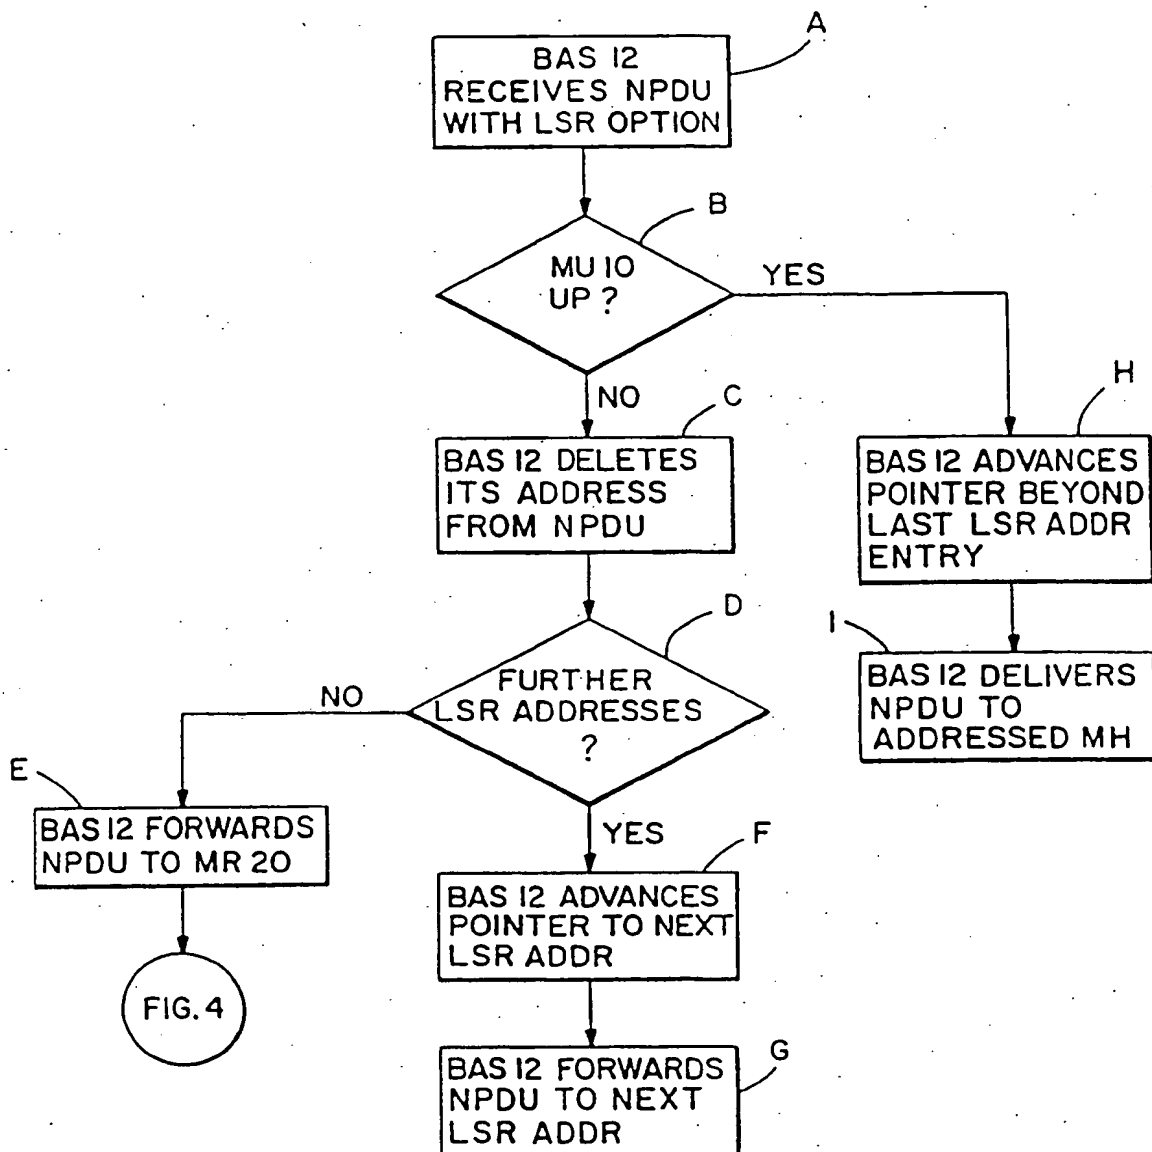 A
BAS 12
RECEIVES NPDU
WITH LSR OPTION
B
MU 10
UP ?
YES
NO
C
H
BAS 12 DELETES
ITS ADDRESS
FROM NPDU
BAS 12 ADVANCES
POINTER BEYOND
LAST LSR ADDR
ENTRY
D
I
FURTHER
LSR ADDRESSES
?
NO
BAS 12 DELIVERS
NPDU TO
ADDRESSED MH
E
BAS 12 FORWARDS
NPDU TO MR 20
YES
F
BAS 12 ADVANCES
POINTER TO NEXT
LSR ADDR
FIG. 4
G
BAS 12 FORWARDS
NPDU TO NEXT
LSR ADDR